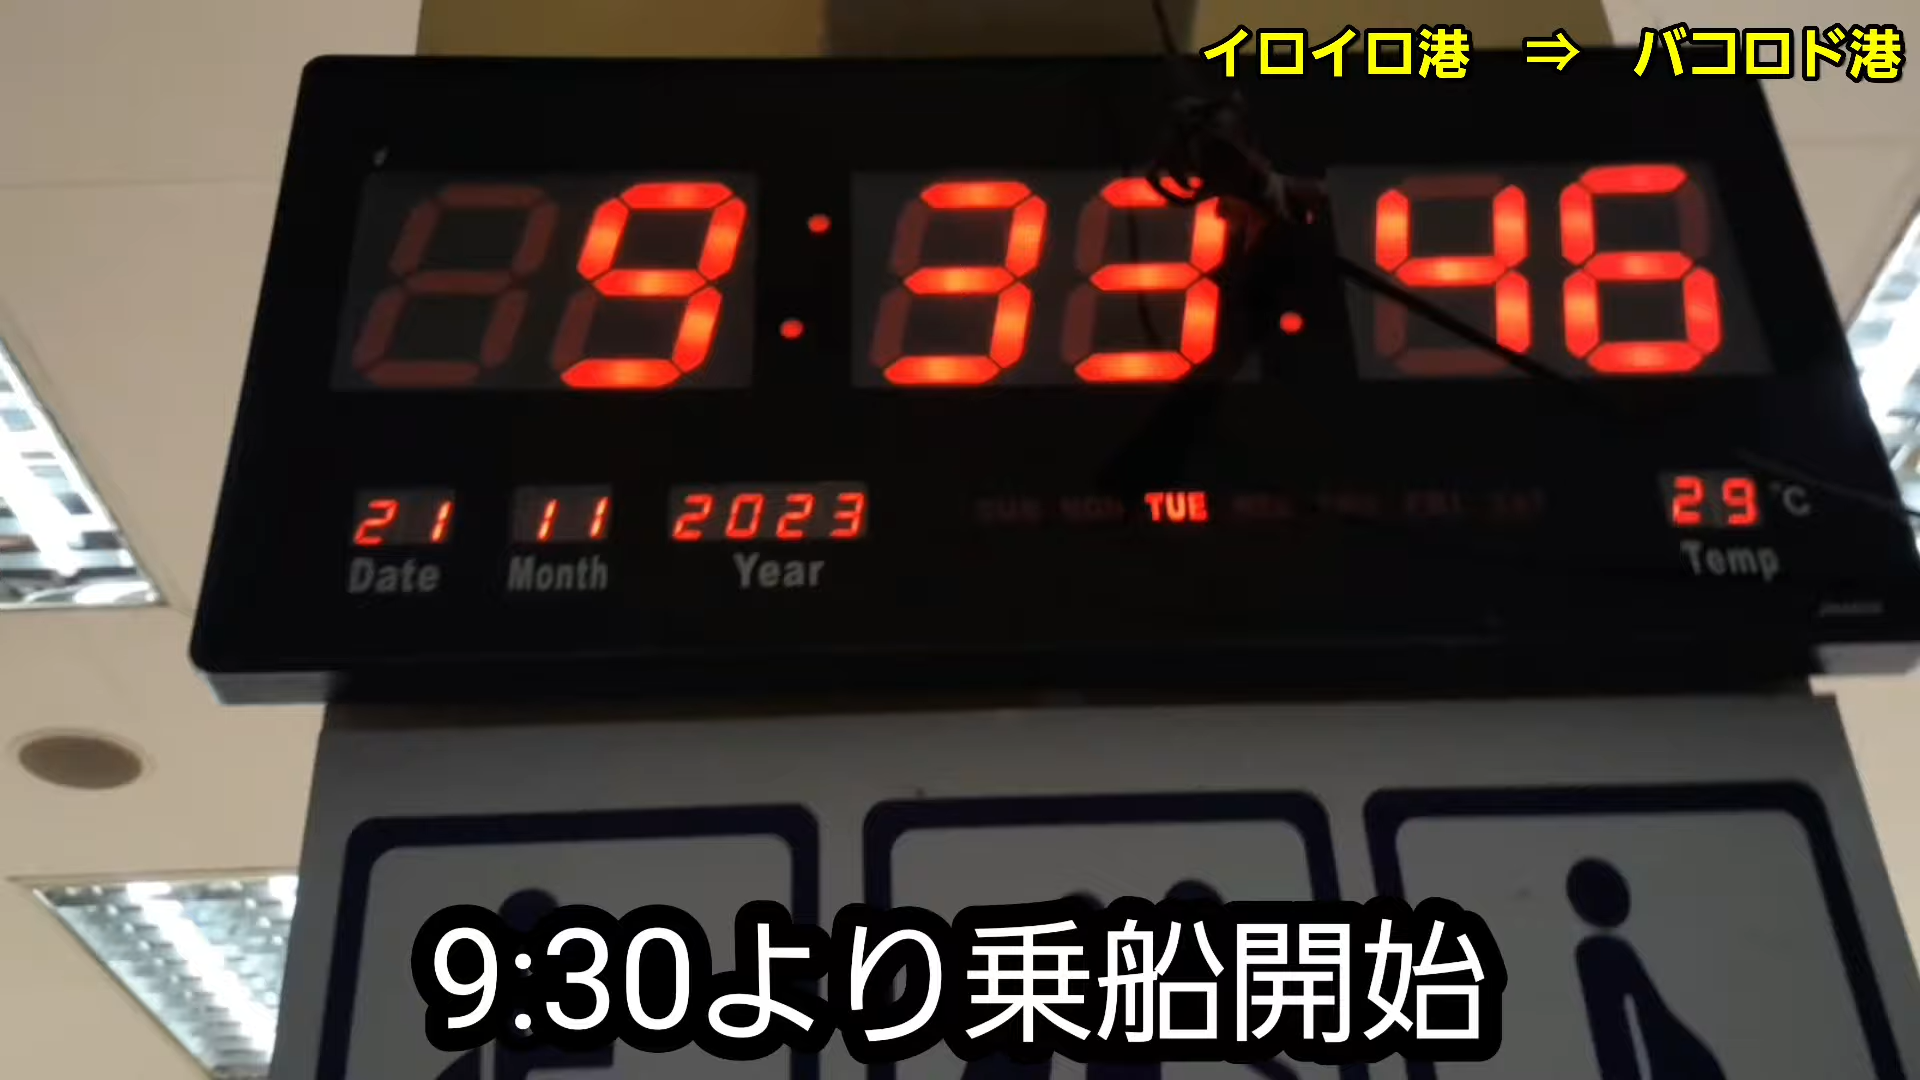 イロイロ港 ⇒ バコロド港
9:33:46
21 11 2023 TUE 29 °C
Date Month Year Temp
9:30より乗船開始